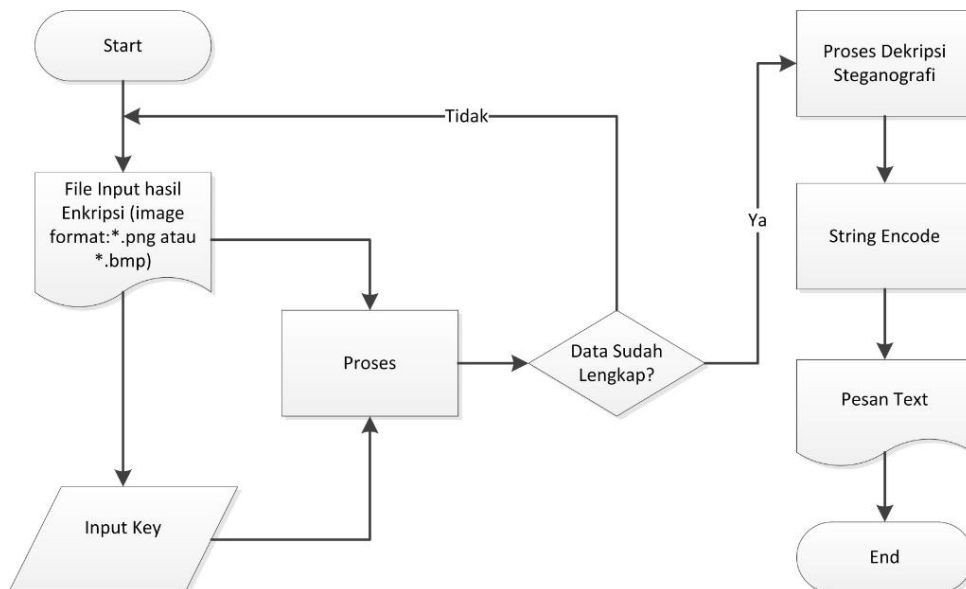 Start
Tidak
File Input hasil
Enkripsi (image
format:*.png atau
*.bmp)
Input Key
Proses
Data Sudah
Lengkap?
Ya
Proses Dekripsi
Steganografi
String Encode
Pesan Text
End